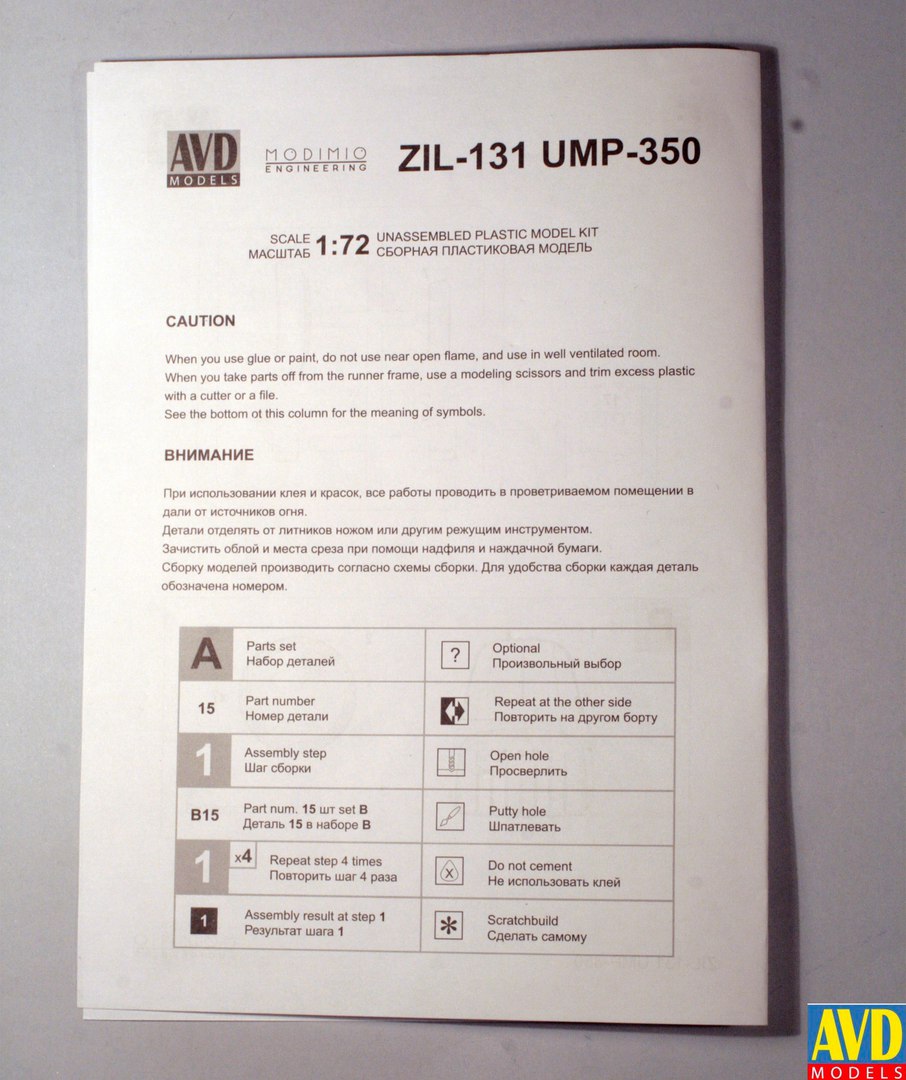 AVD
MODELS
MODIMIO
ENGINEERING
ZIL-131 UMP-350
SCALE
МАСШТАБ
1:72
UNASSEMBLED PLASTIC MODEL KIT
СБОРНАЯ ПЛАСТИКОВАЯ МОДЕЛЬ
CAUTION
When you use glue or paint, do not use near open flame, and use in well ventilated room.
When you take parts off from the runner frame, use a modeling scissors and trim excess plastic
with a cutter or a file.
See the bottom ot this column for the meaning of symbols.
ВНИМАНИЕ
При использовании клея и красок, все работы проводить в проветриваемом помещении в
дали от источников огня.
Детали отделять от литников ножом или другим режущим инструментом.
Зачистить облой и места среза при помощи надфиля и наждачной бумаги.
Сборку моделей производить согласно схемы сборки. Для удобства сборки каждая деталь
обозначена номером.
A
Parts set
Набор деталей
?
Optional
Произвольный выбор
15
Part number
Номер детали
Repeat at the other side
Повторить на другом борту
1
Assembly step
Шаг сборки
Open hole
Просверлить
B15
Part num. 15 шт set B
Деталь 15 в наборе B
Putty hole
Шпатлевать
1
x4
Repeat step 4 times
Повторить шаг 4 раза
X
Do not cement
Не использовать клей
1
Assembly result at step 1
Результат шага 1
*
Scratchbuild
Сделать самому
AVD
MODELS